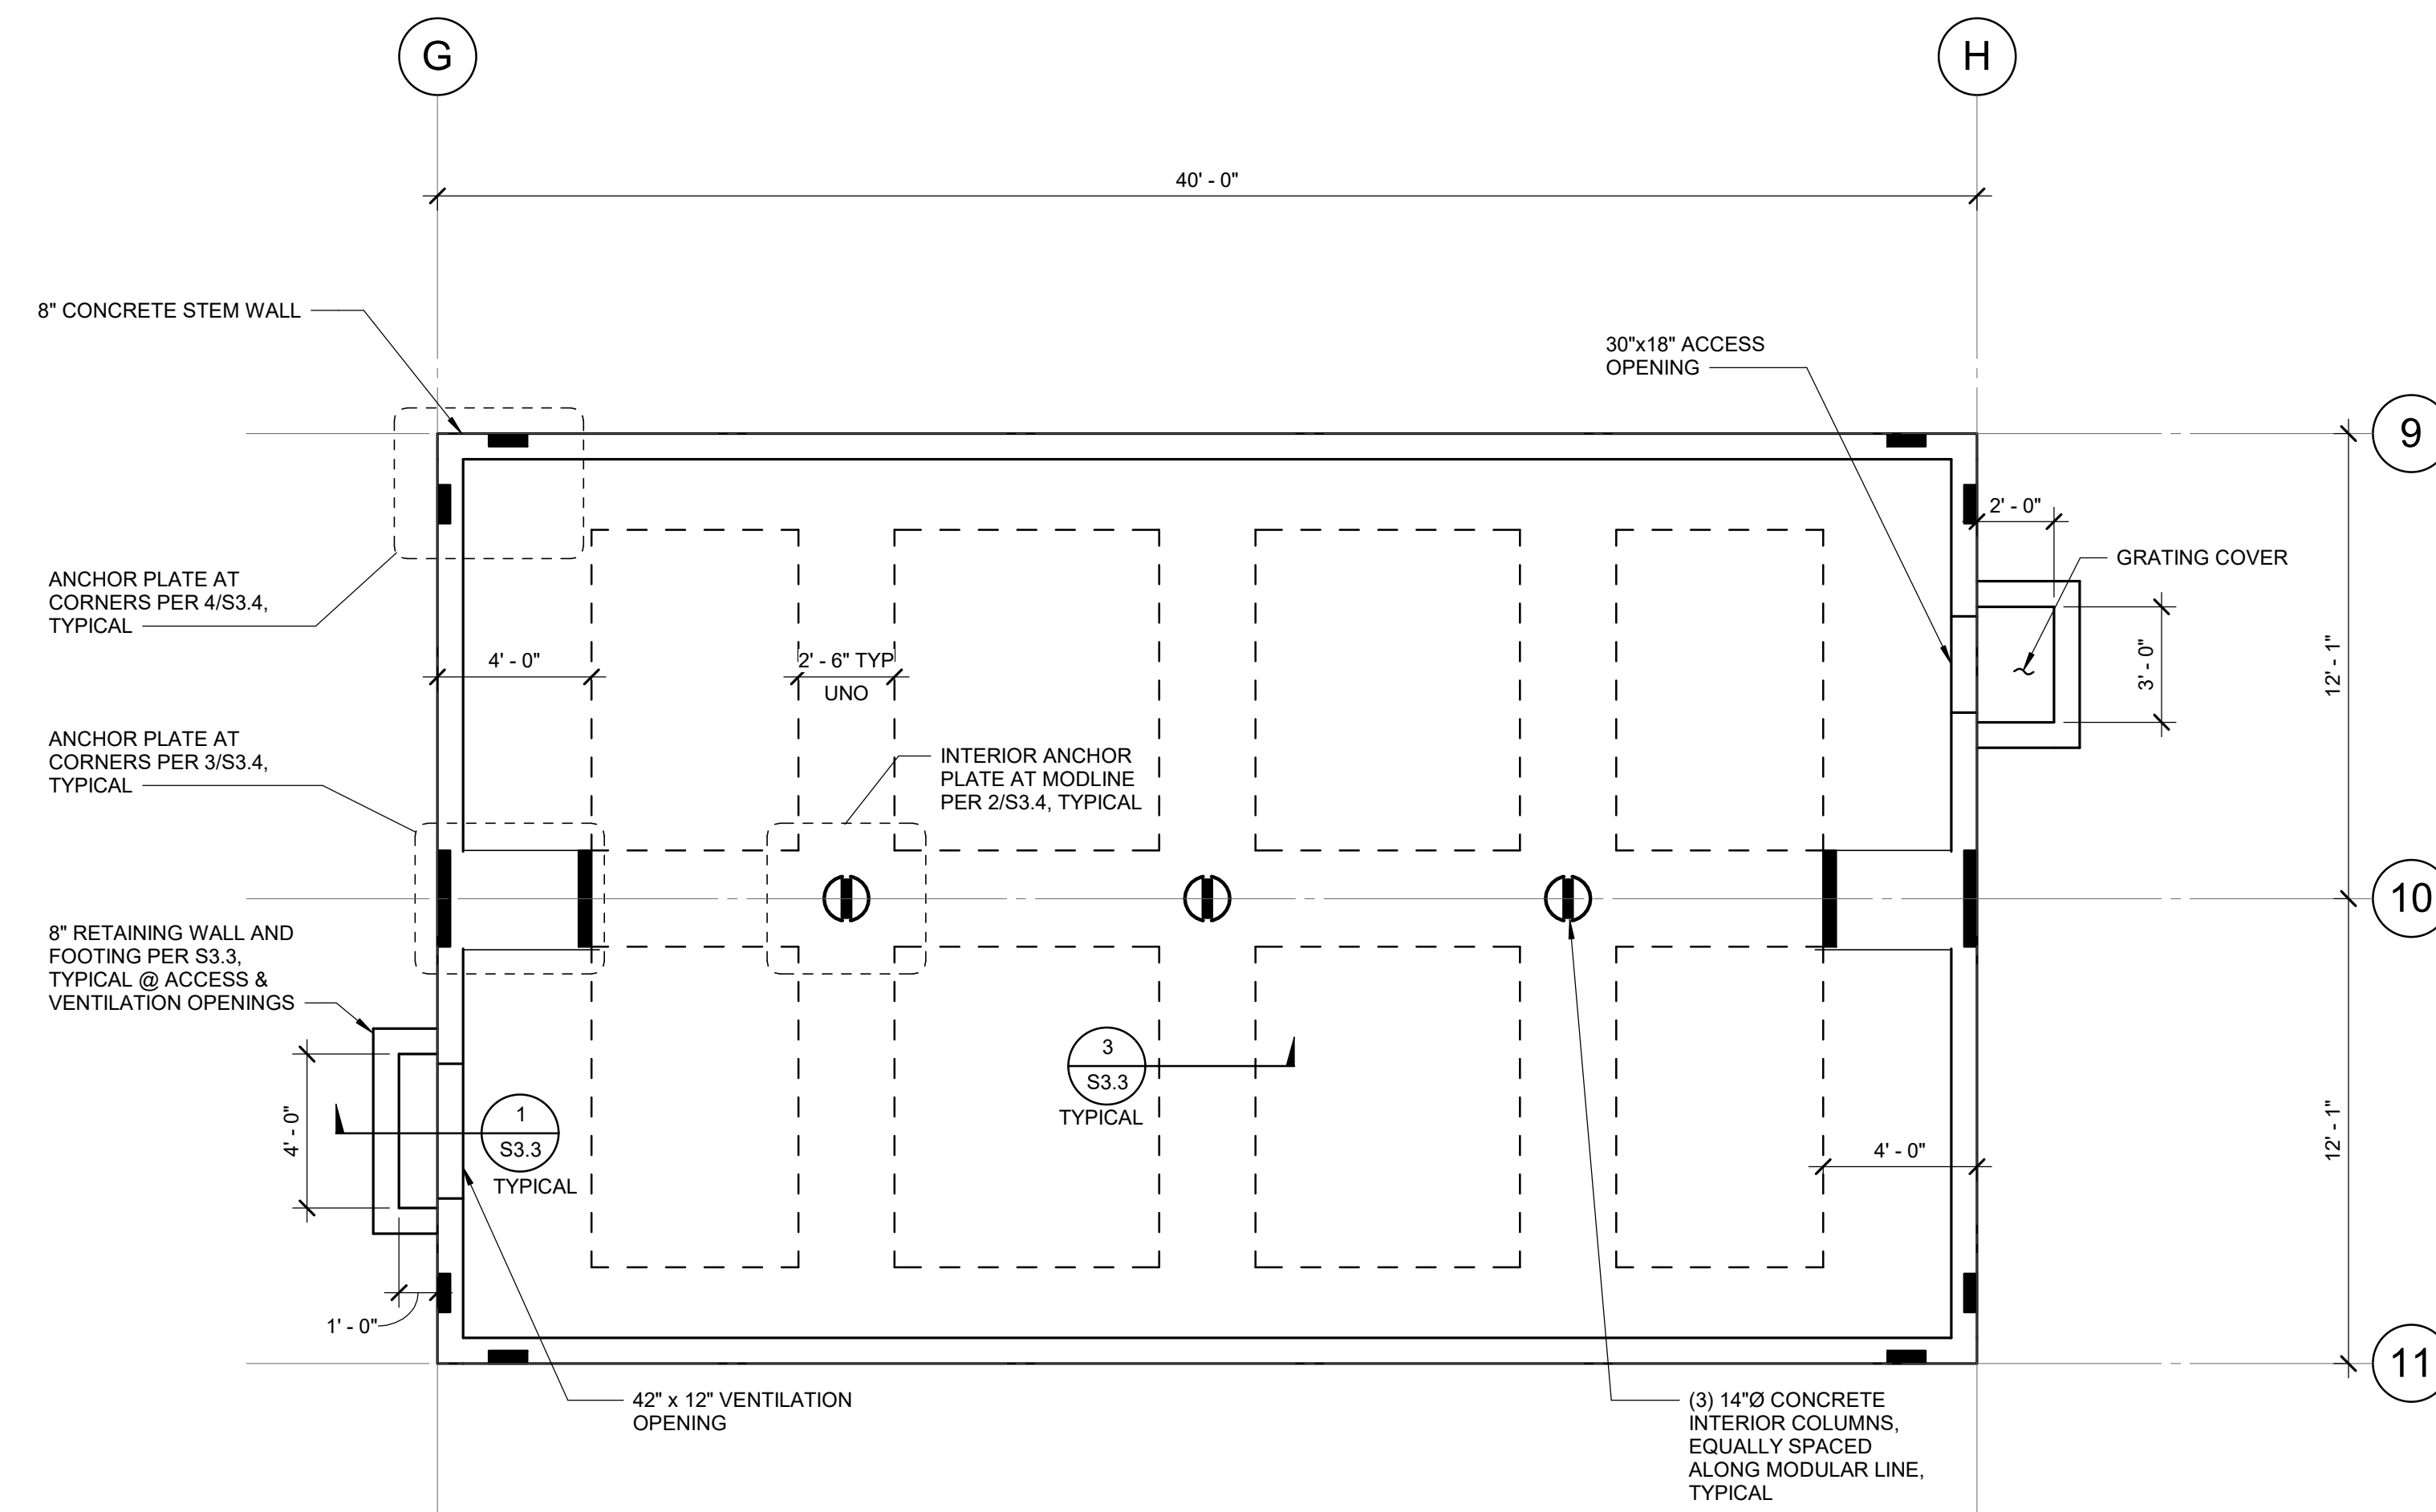 G
H
40' - 0"
8" CONCRETE STEM WALL
30"x18" ACCESS
OPENING
9
2' - 0"
GRATING COVER
ANCHOR PLATE AT
CORNERS PER 4/S3.4,
TYPICAL
4' - 0"
2' - 6" TYP
UNO
3' - 0"
12' - 1"
ANCHOR PLATE AT
CORNERS PER 3/S3.4,
TYPICAL
INTERIOR ANCHOR
PLATE AT MODLINE
PER 2/S3.4, TYPICAL
10
8" RETAINING WALL AND
FOOTING PER S3.3,
TYPICAL @ ACCESS &
VENTILATION OPENINGS
3
S3.3
TYPICAL
4' - 0"
1
S3.3
TYPICAL
4' - 0"
12' - 1"
1' - 0"
11
42" x 12" VENTILATION
OPENING
(3) 14"Ø CONCRETE
INTERIOR COLUMNS,
EQUALLY SPACED
ALONG MODULAR LINE,
TYPICAL